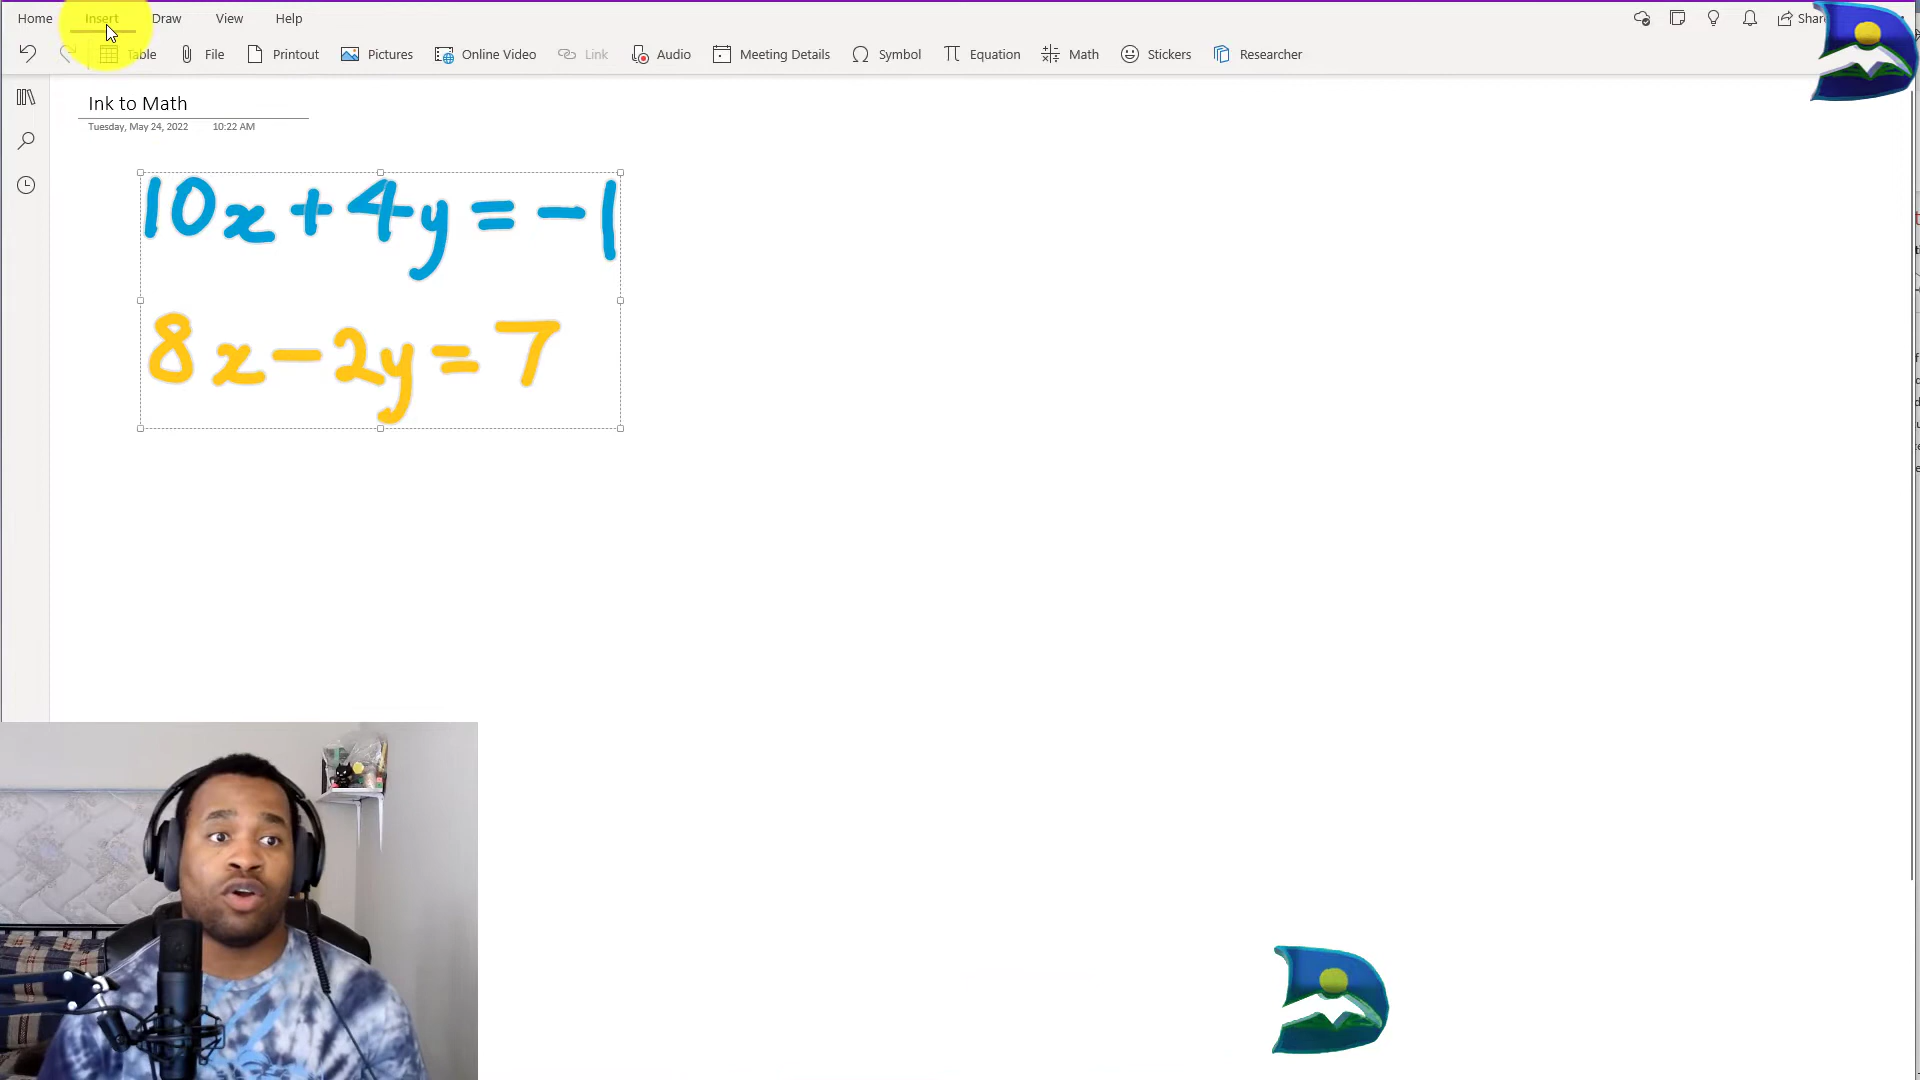 Home Insert Draw View Help Shar
Table File Printout Pictures Online Video Link Audio Meeting Details Symbol Equation Math Stickers Researcher
Ink to Math
Tuesday, May 24, 2022 10:22 AM
10x+4y=-1
8x-2y=7